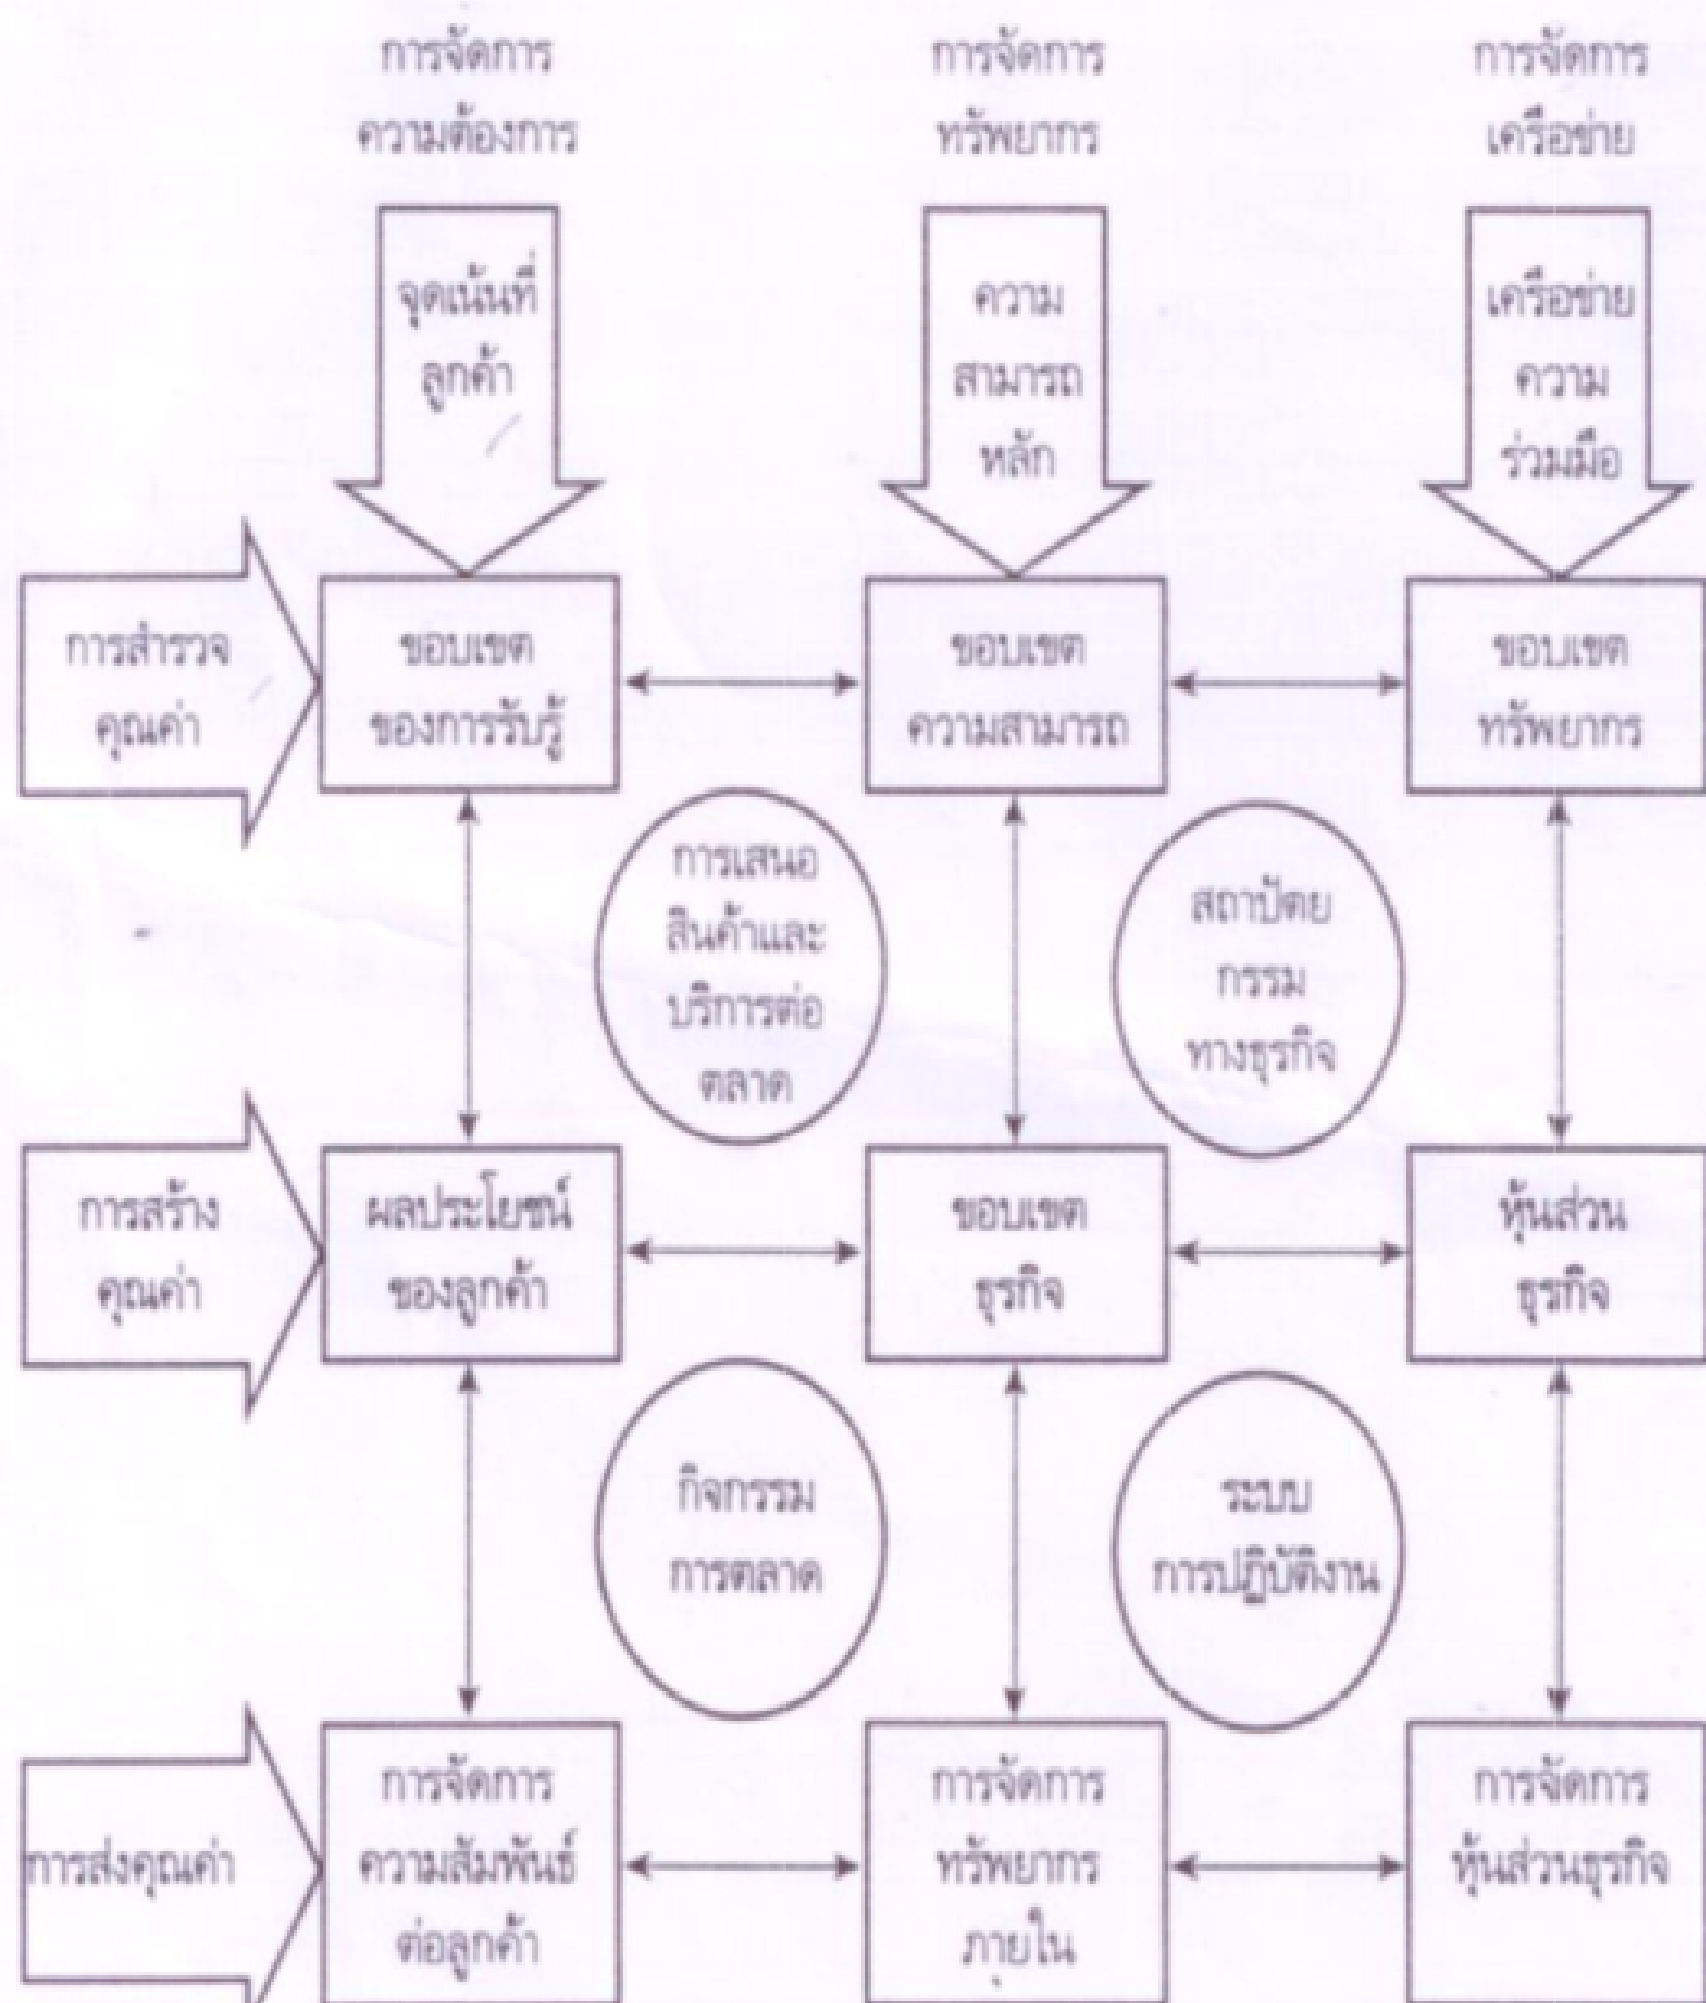 การจัดการ
ความต้องการ
การจัดการ
ทรัพยากร
การจัดการ
เครือข่าย
จุดเน้นที่
ลูกค้า
ความ
สามารถ
หลัก
เครือข่าย
ความ
ร่วมมือ
การสำรวจ
คุณค่า
ขอบเขต
ของการรับรู้
ขอบเขต
ความสามารถ
ขอบเขต
ทรัพยากร
การเสนอ
สินค้าและ
บริการต่อ
ตลาด
สถาปัตย
กรรม
ทางธุรกิจ
การสร้าง
คุณค่า
ผลประโยชน์
ของลูกค้า
ขอบเขต
ธุรกิจ
หุ้นส่วน
ธุรกิจ
กิจกรรม
การตลาด
ระบบ
การปฏิบัติงาน
การส่งคุณค่า
การจัดการ
ความสัมพันธ์
ต่อลูกค้า
การจัดการ
ทรัพยากร
ภายใน
การจัดการ
หุ้นส่วนธุรกิจ